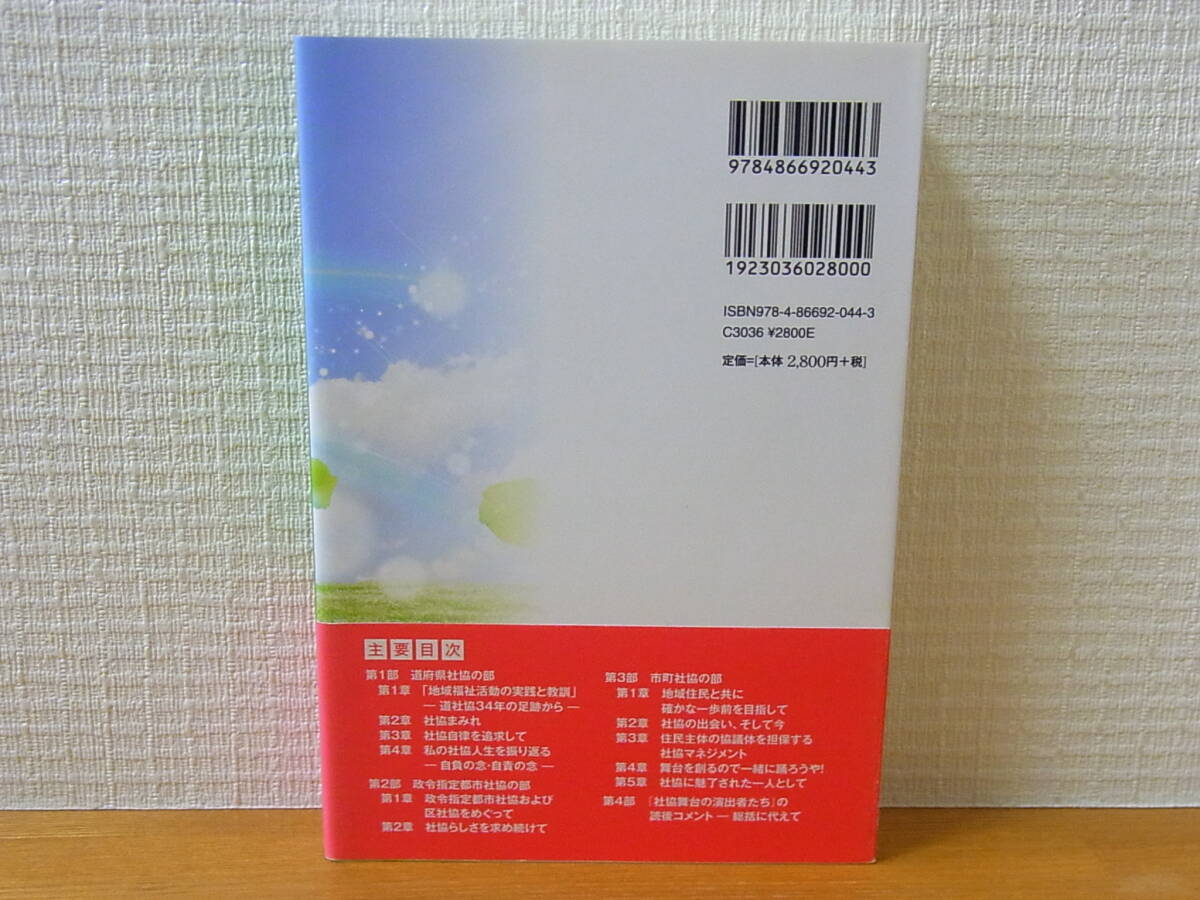 9784866920443
1923036028000
ISBN978-4-86692-044-3
C3036 ¥2800E
定価=[本体 2,800円+税]
主要目次
第1部 道府県社協の部
第1章 「地域福祉活動の実践と教訓」
― 道社協34年の足跡から ―
第2章 社協まみれ
第3章 社協自律を追求して
第4章 私の社協人生を振り返る
― 自負の念・自責の念 ―
第2部 政令指定都市社協の部
第1章 政令指定都市社協および
区社協をめぐって
第2章 社協らしさを求め続けて
第3部 市町社協の部
第1章 地域住民と共に
確かな一歩前を目指して
第2章 社協の出会い、そして今
第3章 住民主体の協議体を担保する
社協マネジメント
第4章 舞台を創るので一緒に踊ろうや!
第5章 社協に魅了された一人として
第4部 「社協舞台の演出者たち」の
読後コメント ― 総括に代えて